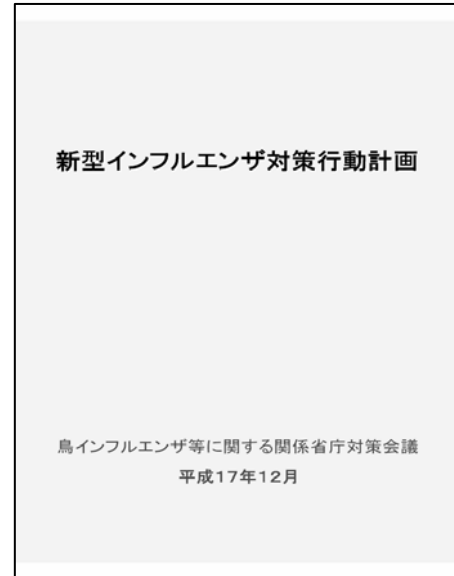 新型インフルエンザ対策行動計画
鳥インフルエンザ等に関する関係省庁対策会議
平成17年12月